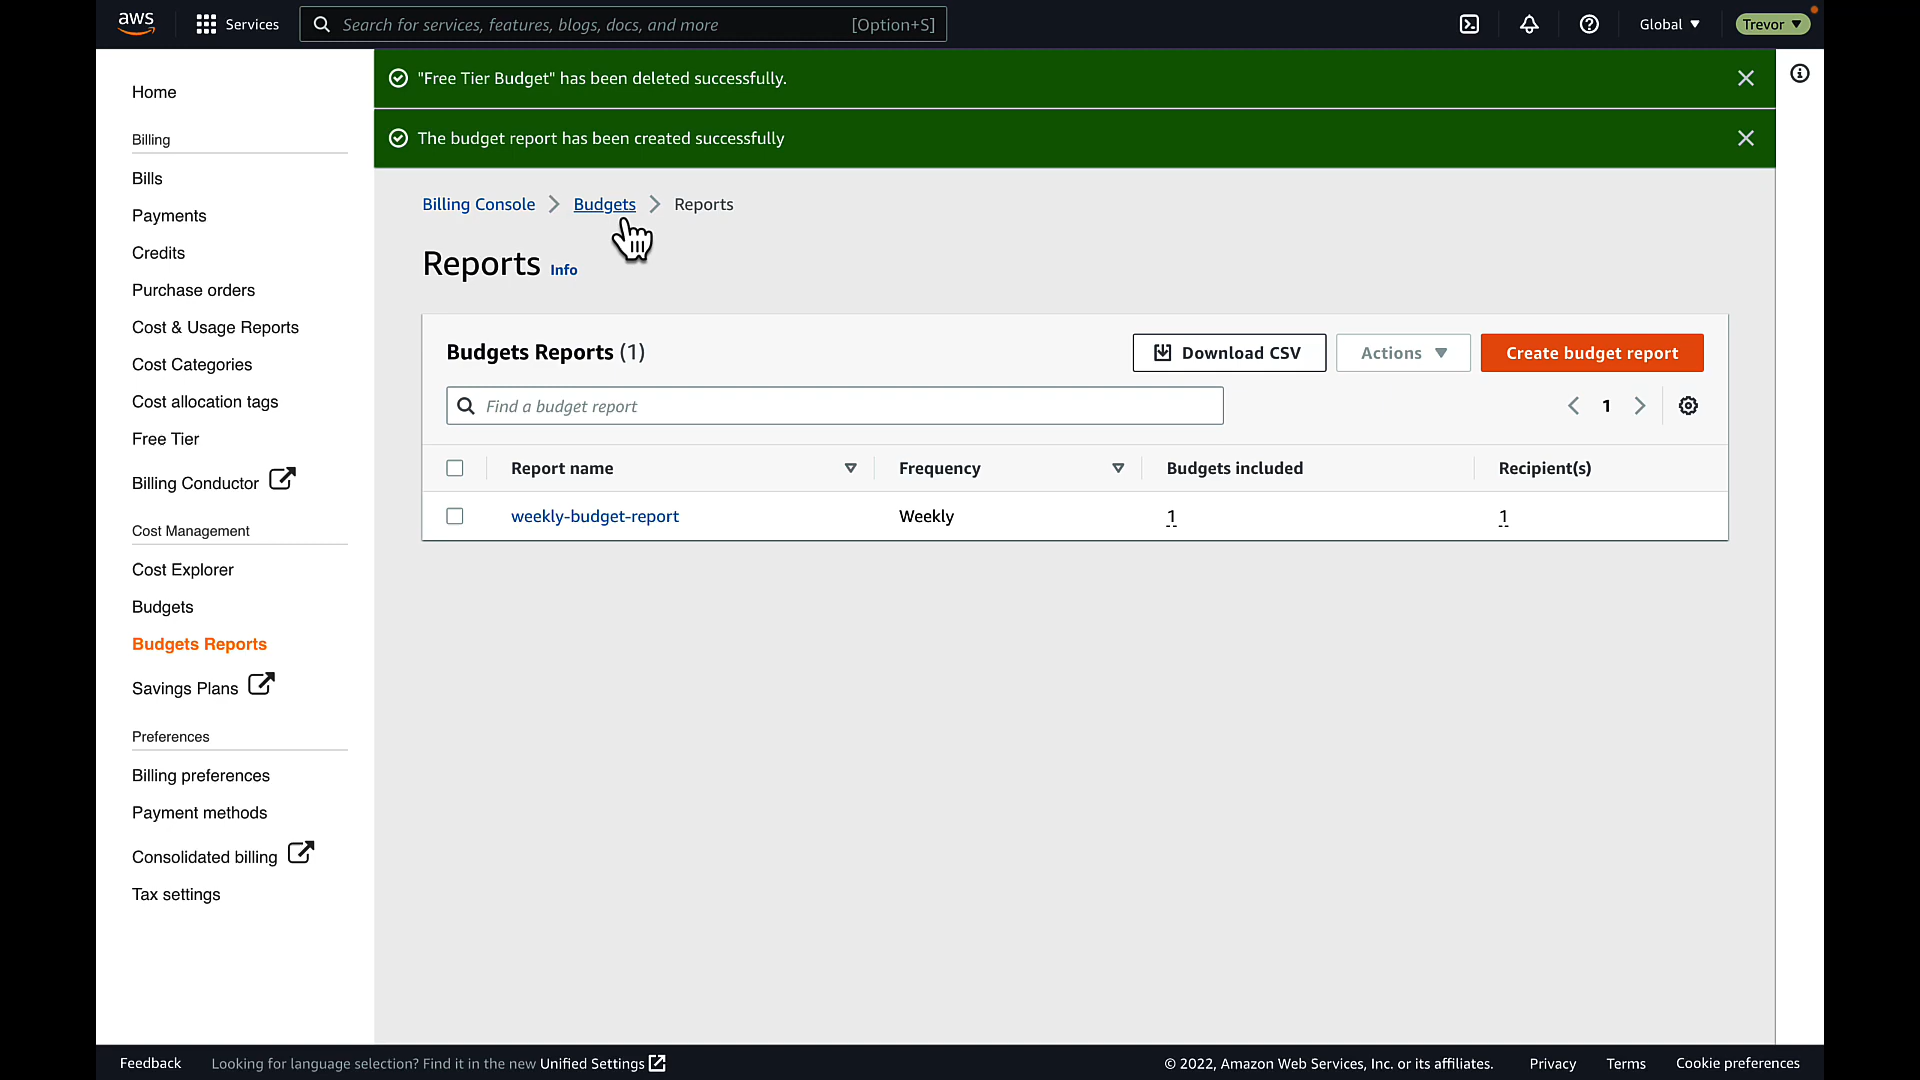 aws
Services
Search for services, features, blogs, docs, and more
[Option+S]
Global
Trevor
Home
Billing
Bills
Payments
Credits
Purchase orders
Cost & Usage Reports
Cost Categories
Cost allocation tags
Free Tier
Billing Conductor
Cost Management
Cost Explorer
Budgets
Budgets Reports
Savings Plans
Preferences
Billing preferences
Payment methods
Consolidated billing
Tax settings
"Free Tier Budget" has been deleted successfully.
The budget report has been created successfully
Billing Console > Budgets > Reports
Reports Info
Budgets Reports (1)
Download CSV
Actions
Create budget report
Find a budget report
1
Report name Frequency Budgets included Recipient(s)
weekly-budget-report Weekly 1 1
Feedback
Looking for language selection? Find it in the new Unified Settings
© 2022, Amazon Web Services, Inc. or its affiliates.
Privacy
Terms
Cookie preferences